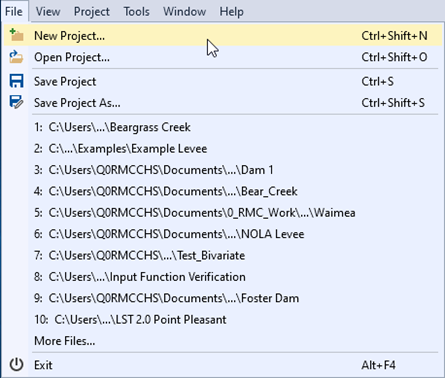 File View Project Tools Window Help
New Project... Ctrl+Shift+N
Open Project... Ctrl+Shift+O
Save Project Ctrl+S
Save Project As... Ctrl+Shift+S
1: C:\Users\...\Beargrass Creek
2: C:\...\Examples\Example Levee
3: C:\Users\Q0RMCCHS\Documents\...\Dam 1
4: C:\Users\Q0RMCCHS\Documents\...\Bear_Creek
5: C:\Users\Q0RMCCHS\Documents\0_RMC_Work\...\Waimea
6: C:\Users\Q0RMCCHS\Documents\...\NOLA Levee
7: C:\Users\Q0RMCCHS\...\Test_Bivariate
8: C:\Users\...\Input Function Verification
9: C:\Users\Q0RMCCHS\Documents\...\Foster Dam
10: C:\Users\...\LST 2.0 Point Pleasant
More Files...
Exit Alt+F4